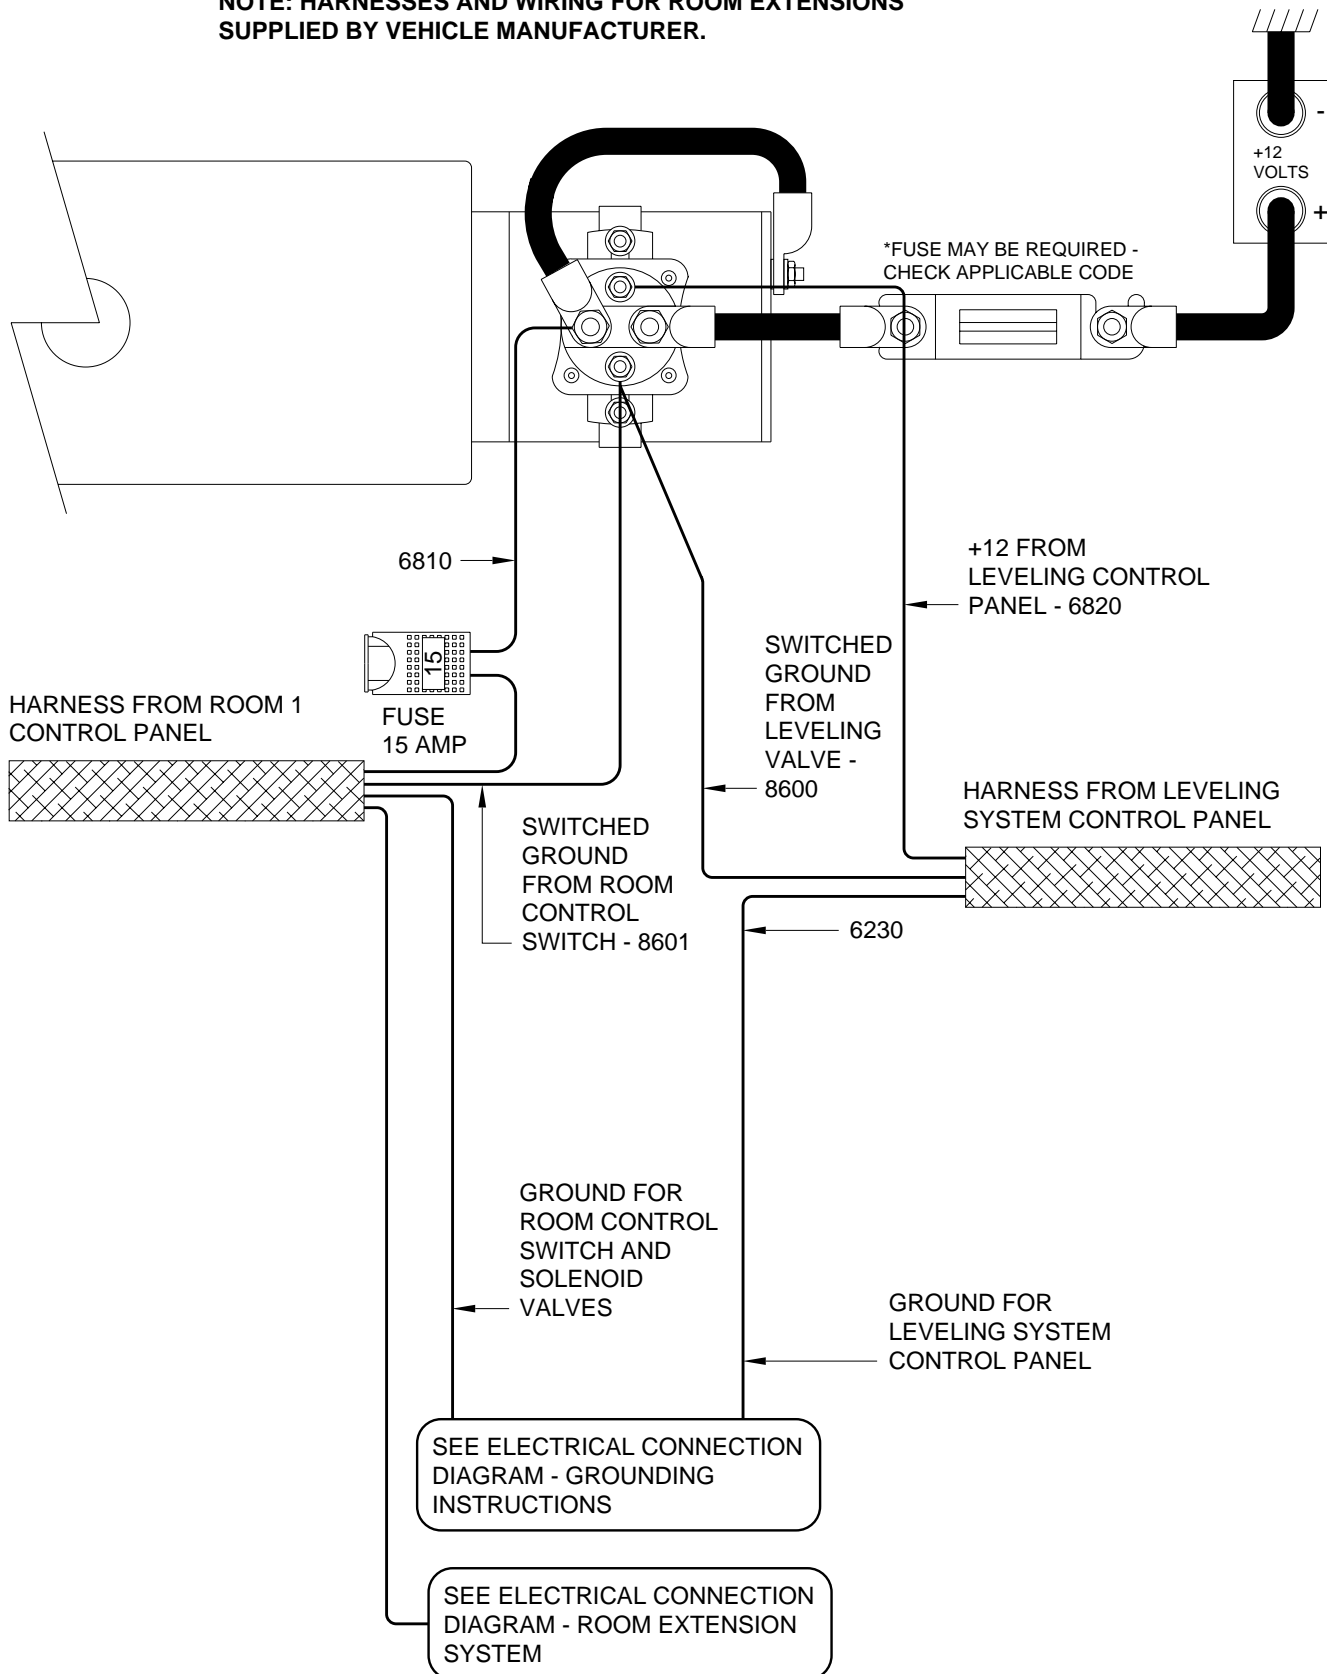 NOTE: HARNESSES AND WIRING FOR ROOM EXTENSIONS
SUPPLIED BY VEHICLE MANUFACTURER.
-
+12
VOLTS
+
*FUSE MAY BE REQUIRED -
CHECK APPLICABLE CODE
6810
+12 FROM
LEVELING CONTROL
PANEL - 6820
15
FUSE
15 AMP
SWITCHED
GROUND
FROM
LEVELING
VALVE -
8600
HARNESS FROM ROOM 1
CONTROL PANEL
HARNESS FROM LEVELING
SYSTEM CONTROL PANEL
SWITCHED
GROUND
FROM ROOM
CONTROL
SWITCH - 8601
6230
GROUND FOR
ROOM CONTROL
SWITCH AND
SOLENOID
VALVES
GROUND FOR
LEVELING SYSTEM
CONTROL PANEL
SEE ELECTRICAL CONNECTION
DIAGRAM - GROUNDING
INSTRUCTIONS
SEE ELECTRICAL CONNECTION
DIAGRAM - ROOM EXTENSION
SYSTEM